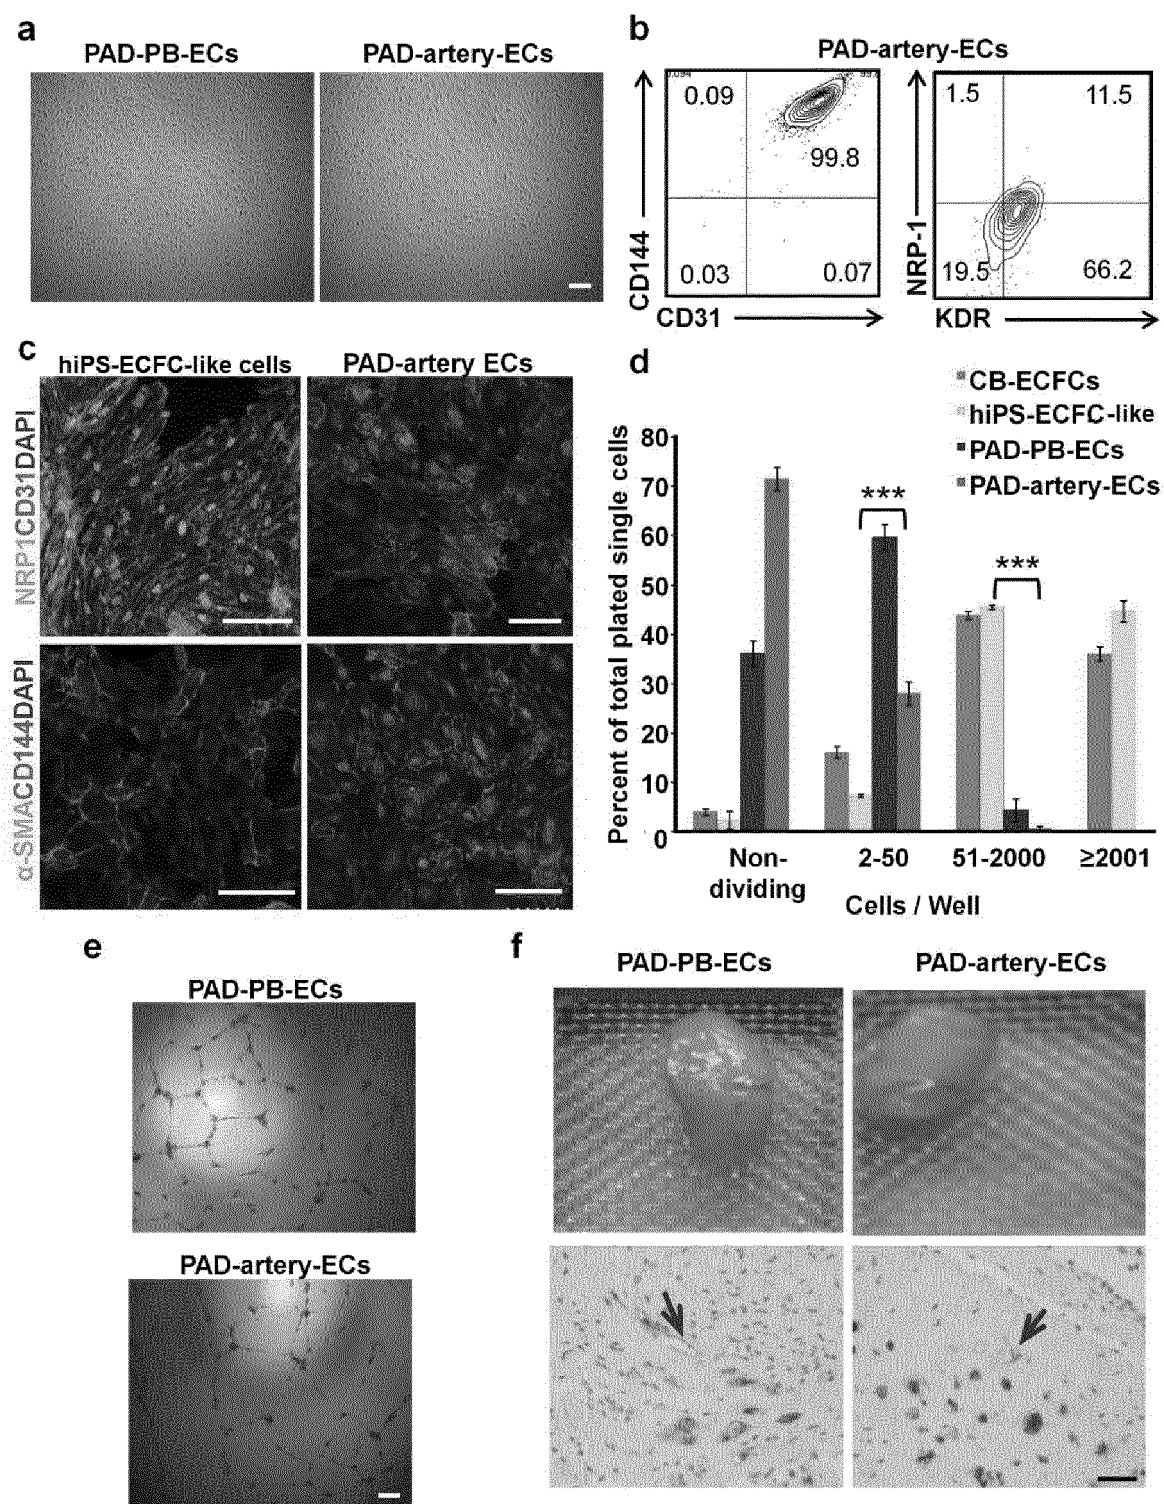 a
PAD-PB-ECs
PAD-artery-ECs
b
PAD-artery-ECs
0.09
99.8
0.03
0.07
CD144
CD31
1.5
11.5
19.5
66.2
NRP-1
KDR
c
hiPS-ECFC-like cells
PAD-artery ECs
NRP1CD31DAPI
α-SMACD144DAPI
d
CB-ECFCs
hiPS-ECFC-like
PAD-PB-ECs
PAD-artery-ECs
Percent of total plated single cells
80
70
60
50
40
30
20
10
0
***
***
Non-
dividing
2-50
51-2000
≥2001
Cells / Well
e
PAD-PB-ECs
PAD-artery-ECs
f
PAD-PB-ECs
PAD-artery-ECs